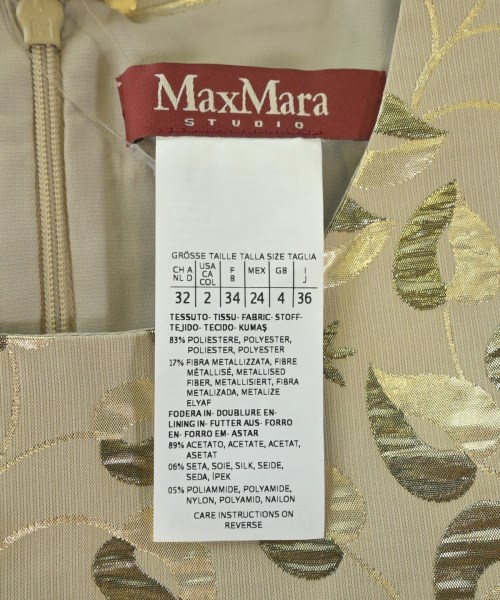 MaxMara
STUDIO
GRÖSSE TAILLE TALLA SIZE TAGLIA
CH A NL D | USA CA COL | F B | MEX | GB | I J
32 | 2 | 34 | 24 | 4 | 36
TESSUTO- TISSU- FABRIC- STOFF-
TEJIDO- TECIDO- KUMAŞ
83% POLIESTERE, POLYESTER,
POLIESTER, POLYESTER
17% FIBRA METALLIZZATA, FIBRE
MÉTALLISÉ, METALLISED
FIBER, METALLISIERT, FIBRA
METALIZADA, METALIZE
ELYAF
FODERA IN- DOUBLURE EN-
LINING IN- FUTTER AUS- FORRO
EN- FORRO EM- ASTAR
89% ACETATO, ACETATE, ACETAT,
ASETAT
06% SETA, SOIE, SILK, SEIDE,
SEDA, İPEK
05% POLIAMMIDE, POLYAMIDE,
NYLON, POLYAMID, NAILON
CARE INSTRUCTIONS ON
REVERSE